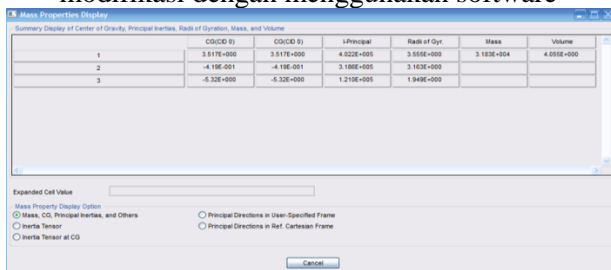 modifikasi dengan menggunakan software
Mass Properties Display
Summary Display of Center of Gravity, Principal Inertias, Radii of Gyration, Mass, and Volume
CG(CID 0) CG(CID 0) I-Principal Radii of Gyr. Mass Volume
1 3.517E+000 3.517E+000 4.022E+005 3.555E+000 3.183E+004 4.055E+000
2 -4.19E-001 -4.19E-001 3.186E+005 3.163E+000
3 -5.32E+000 -5.32E+000 1.210E+005 1.949E+000
Expanded Cell Value
Mass Property Display Option
Mass, CG, Principal Inertias, and Others Principal Directions in User-Specified Frame
Inertia Tensor Principal Directions in Ref. Cartesian Frame
Inertia Tensor at CG
Cancel